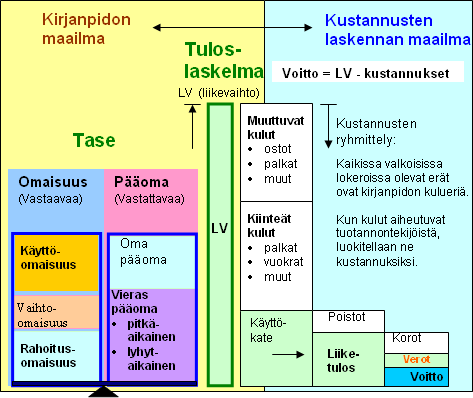 Kirjanpidon
maailma
Kustannusten
laskennan maailma
Tulos-
laskelma
LV (liikevaihto)
Voitto = LV - kustannukset
Tase
Omaisuus
(Vastaavaa)
Pääoma
(Vastattavaa)
Käyttö-
omaisuus
Vaihto-
omaisuus
Rahoitus-
omaisuus
Oma
pääoma
Vieras
pääoma
• pitkä-
aikainen
• lyhyt-
aikainen
LV
Muuttuvat
kulut
• ostot
• palkat
• muut
Kiinteät
kulut
• palkat
• vuokrat
• muut
Käyttö-
kate
Kustannusten
ryhmittely:
Kaikissa valkoisissa
lokeroissa olevat erät
ovat kirjanpidon kulueriä.
Kun kulut aiheutuvat
tuotannontekijöistä,
luokitellaan ne
kustannuksiksi.
Poistot
Liike-
tulos
Korot
Verot
Voitto